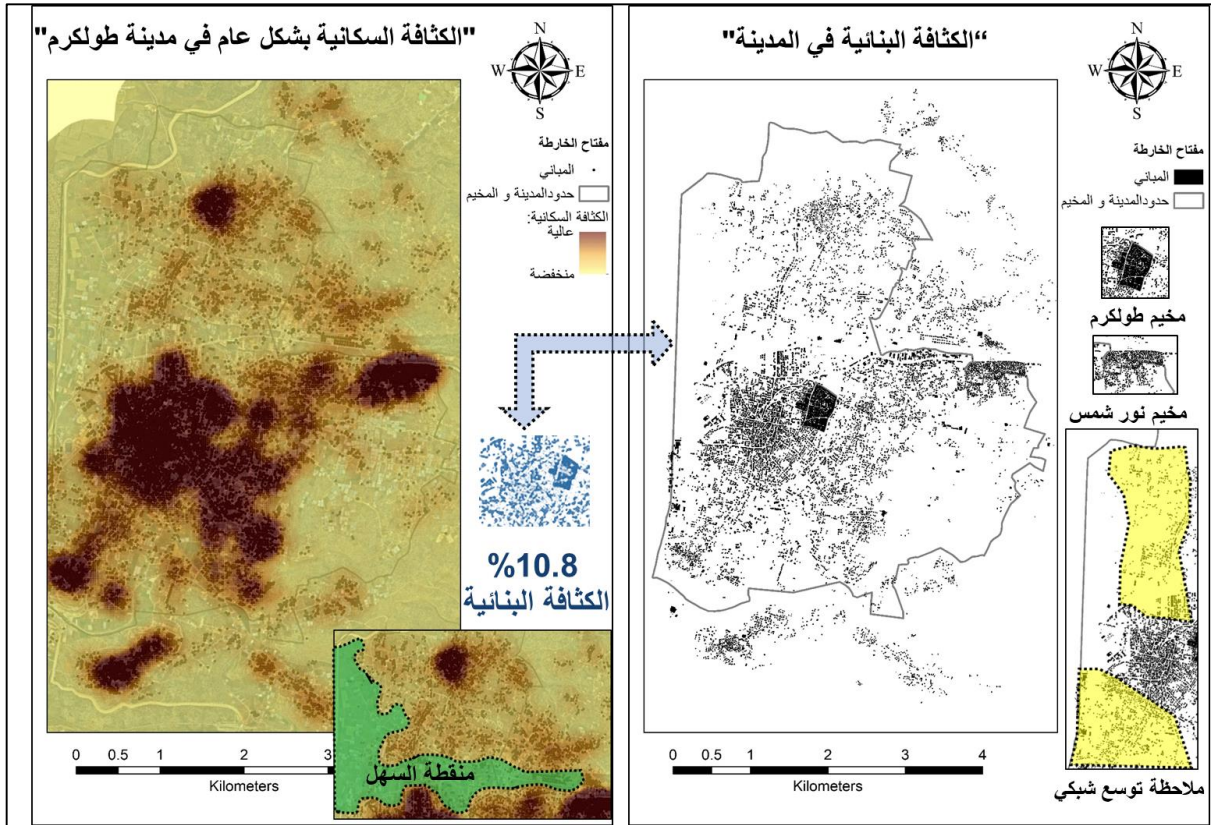 "الكثافة السكانية بشكل عام في مدينة طولكرم"
N
W E
S
مفتاح الخارطة
المباني
حدودالمدينة و المخيم
الكثافة السكانية:
عالية
منخفضة
%10.8
الكثافة البنائية
منقطة السهل
0 0.5 1 2 3
Kilometers
“الكثافة البنائية في المدينة"
N
W E
S
مفتاح الخارطة
المباني
حدودالمدينة و المخيم
مخيم طولكرم
مخيم نور شمس
ملاحظة توسع شبكي
0 0.5 1 2 3 4
Kilometers